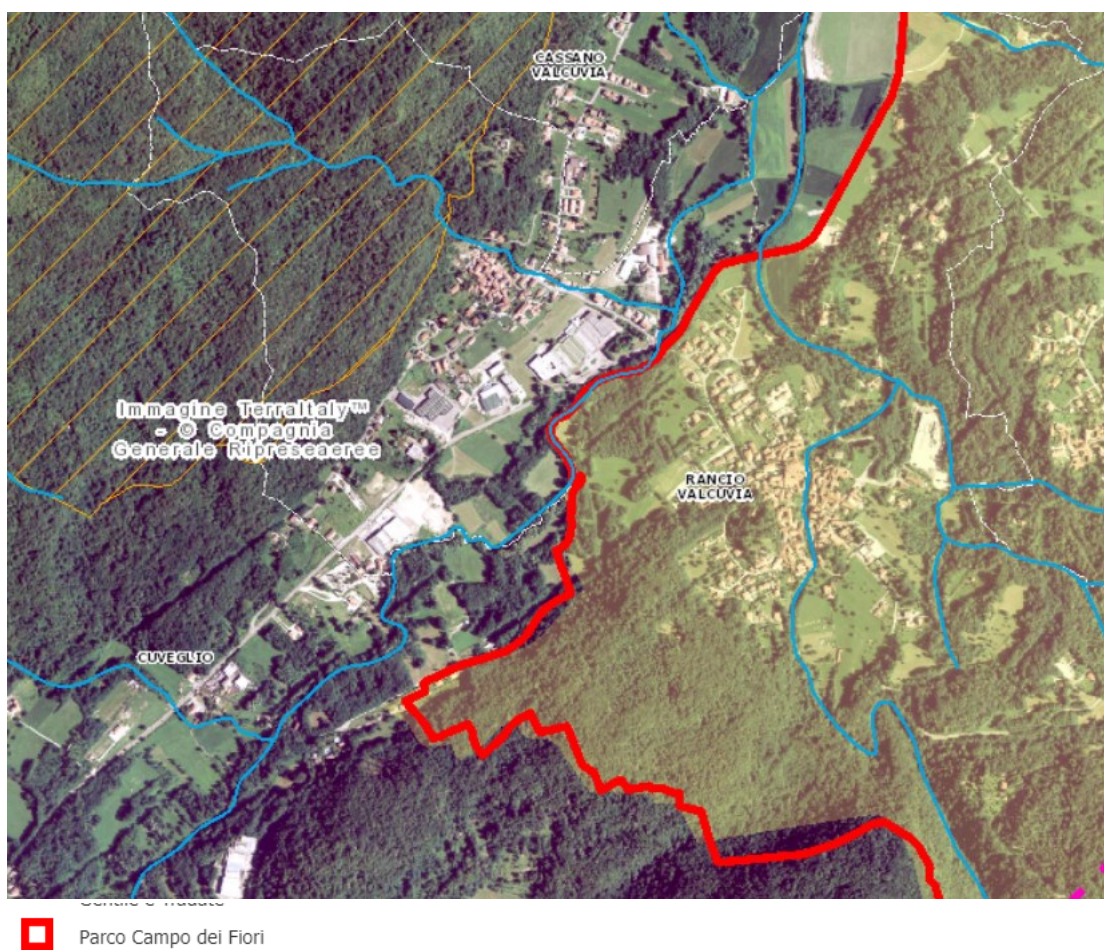 CASSANO
VALCUVIA
Immagine TerraItaly™
- © Compagnia
Generale Ripreseaeree
RANCIO
VALCUVIA
CUVEGLIO
Parco Campo dei Fiori